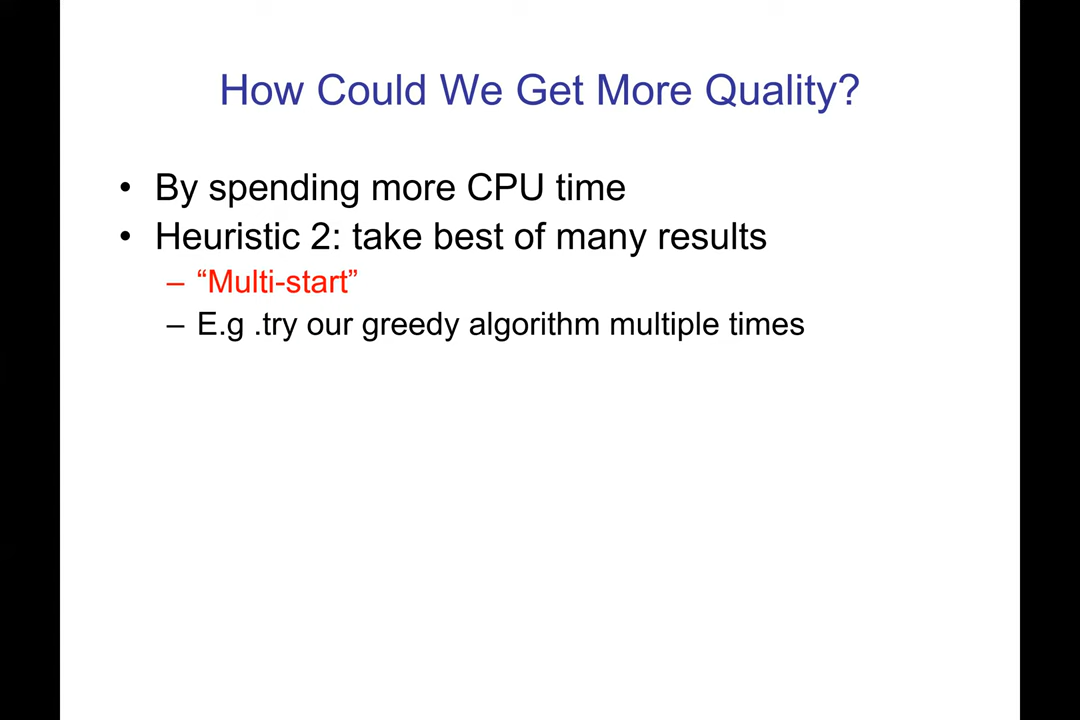 How Could We Get More Quality?
• By spending more CPU time
• Heuristic 2: take best of many results
– “Multi-start”
– E.g .try our greedy algorithm multiple times